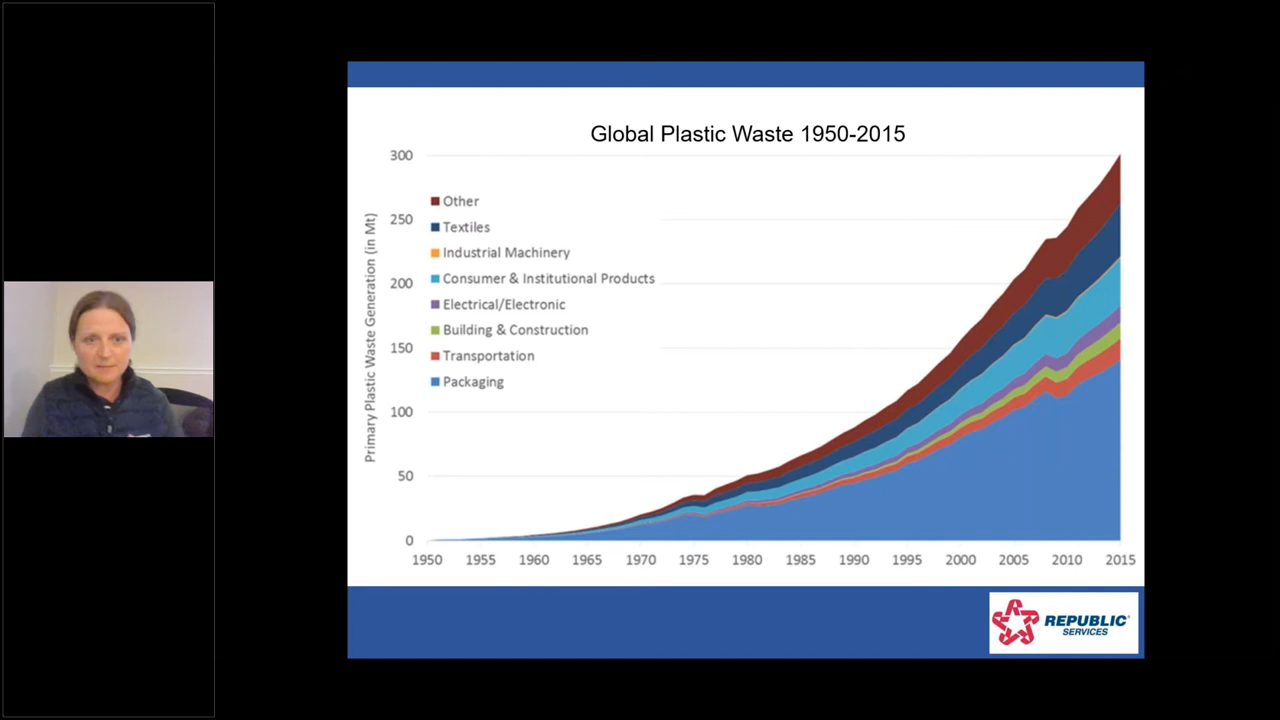 Global Plastic Waste 1950-2015
Primary Plastic Waste Generation (in Mt)
300
250
200
150
100
50
0
Other
Textiles
Industrial Machinery
Consumer & Institutional Products
Electrical/Electronic
Building & Construction
Transportation
Packaging
1950 1955 1960 1965 1970 1975 1980 1985 1990 1995 2000 2005 2010 2015
REPUBLIC
SERVICES